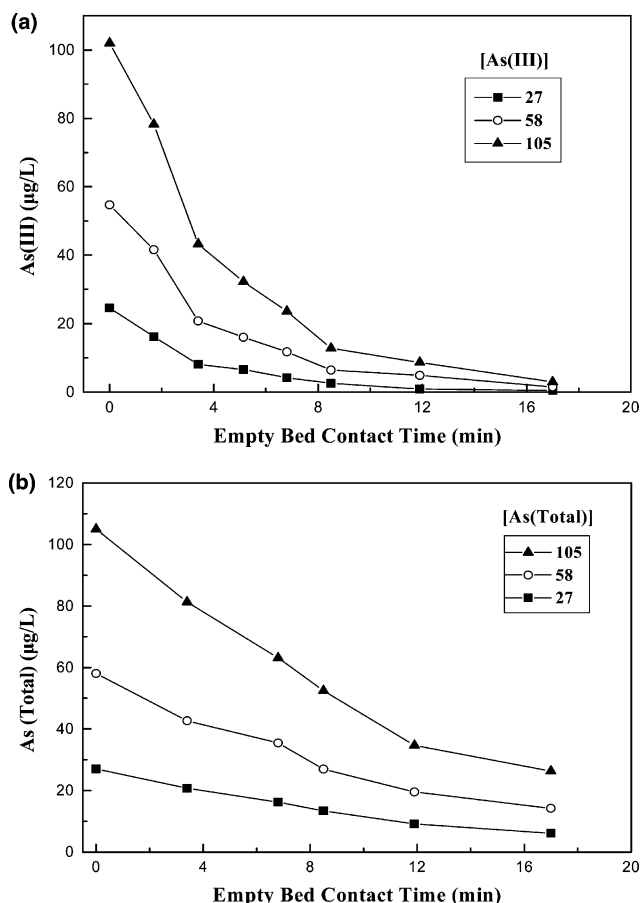 (a)
100
80
60
40
20
0
As(III) (µg/L)
[As(III)]
27
58
105
0 4 8 12 16 20
Empty Bed Contact Time (min)
(b)
120
100
80
60
40
20
0
As (Total) (µg/L)
[As(Total)]
105
58
27
0 4 8 12 16 20
Empty Bed Contact Time (min)